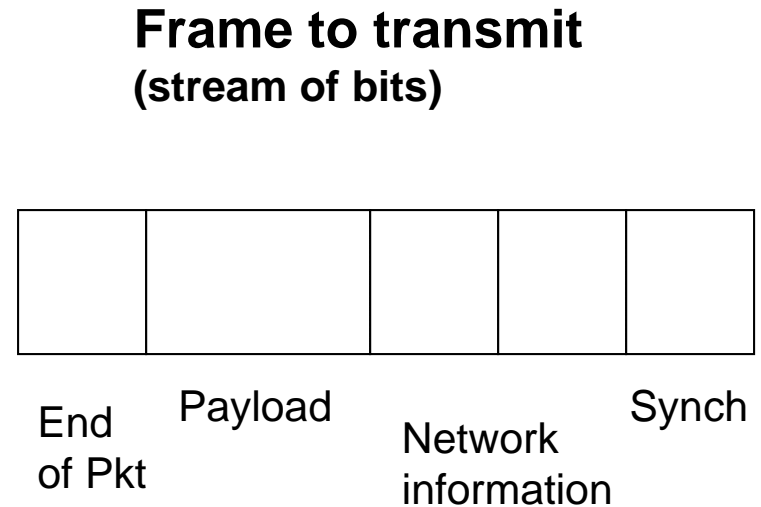 Frame to transmit
(stream of bits)
End
of Pkt
Payload
Network
information
Synch